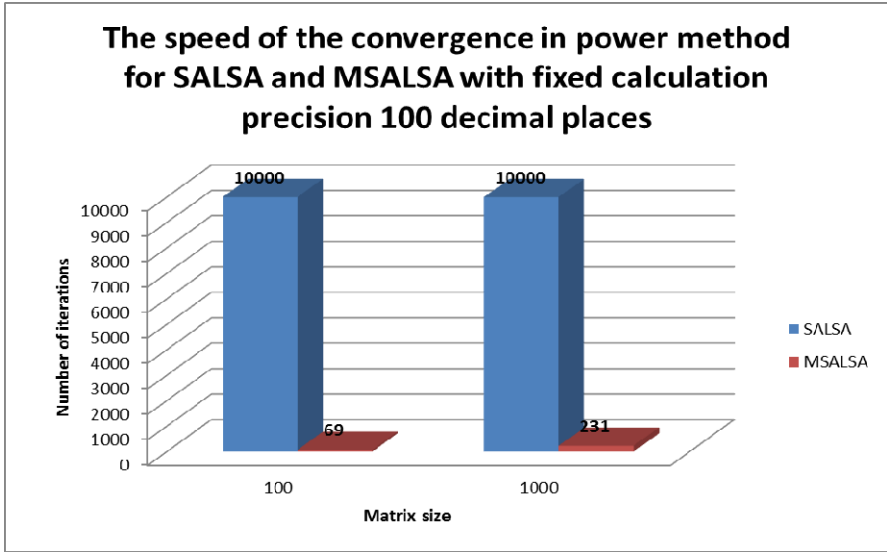 The speed of the convergence in power method
for SALSA and MSALSA with fixed calculation
precision 100 decimal places
10000
10000
10000
9000
8000
7000
6000
5000
4000
3000
2000
1000
0
Number of iterations
69
231
100
1000
Matrix size
SALSA
MSALSA